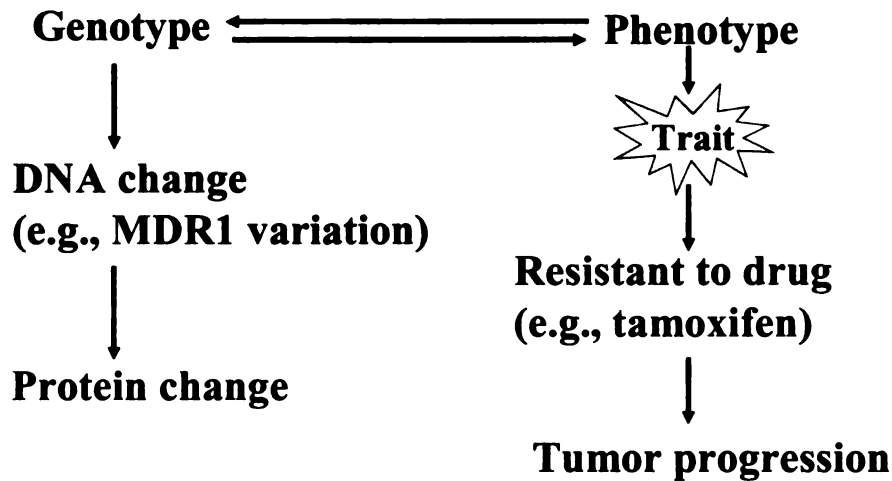 Genotype
Phenotype
Trait
DNA change
(e.g., MDR1 variation)
Resistant to drug
(e.g., tamoxifen)
Protein change
Tumor progression